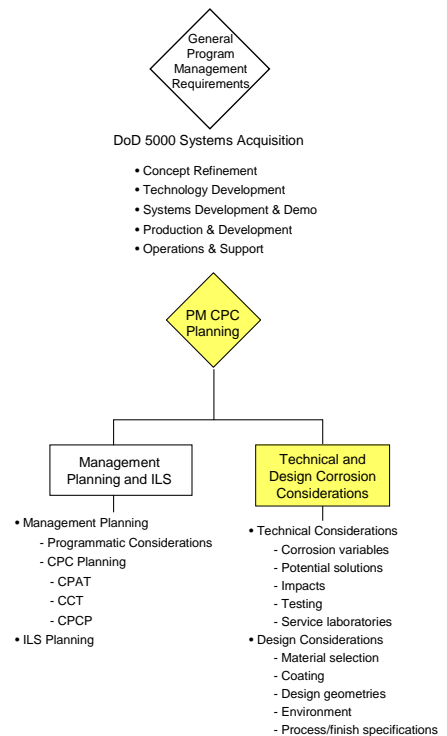 General
Program
Management
Requirements
DoD 5000 Systems Acquisition
• Concept Refinement
• Technology Development
• Systems Development & Demo
• Production & Development
• Operations & Support
PM CPC
Planning
Management
Planning and ILS
• Management Planning
- Programmatic Considerations
- CPC Planning
- CPAT
- CCT
- CPCP
• ILS Planning
Technical and
Design Corrosion
Considerations
• Technical Considerations
- Corrosion variables
- Potential solutions
- Impacts
- Testing
- Service laboratories
• Design Considerations
- Material selection
- Coating
- Design geometries
- Environment
- Process/finish specifications